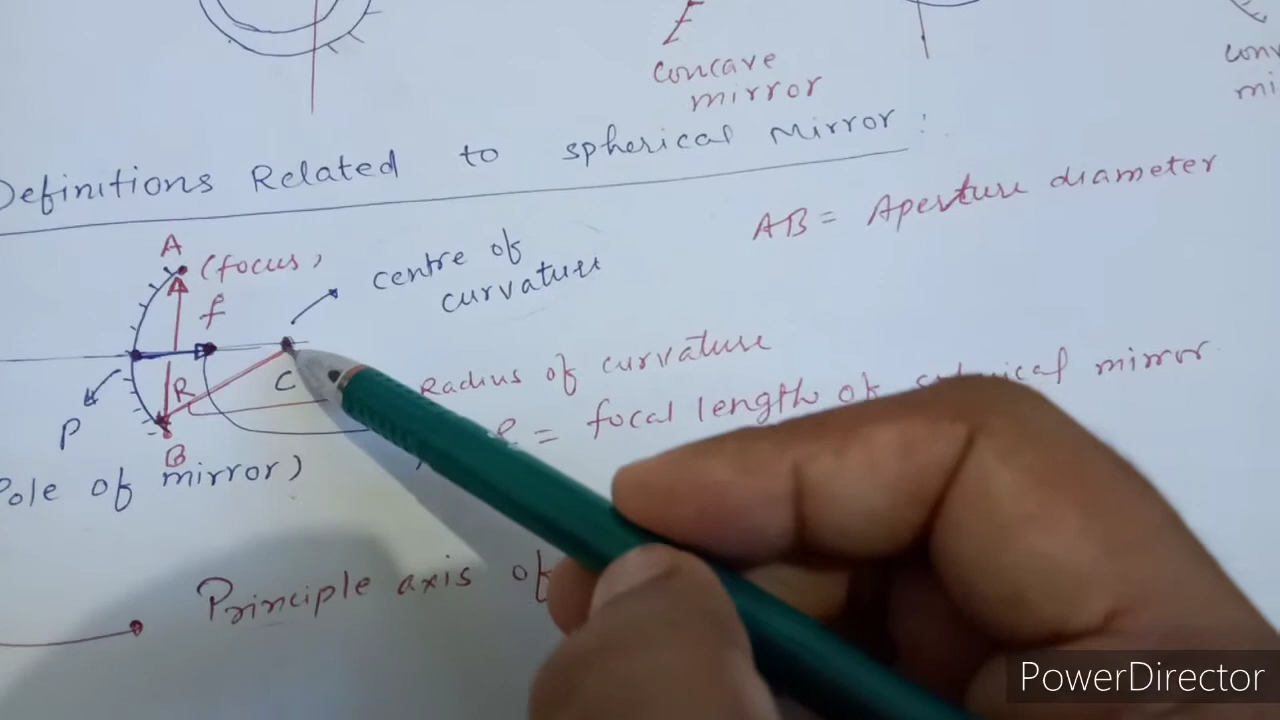 concave
mirror
Definitions Related to spherical Mirror :
AB = Aperture diameter
A
(focus)
f
centre of
curvature
R
C
Radius of curvature
= focal length of spherical mirror
P
B
Pole of mirror)
Principle axis of
PowerDirector